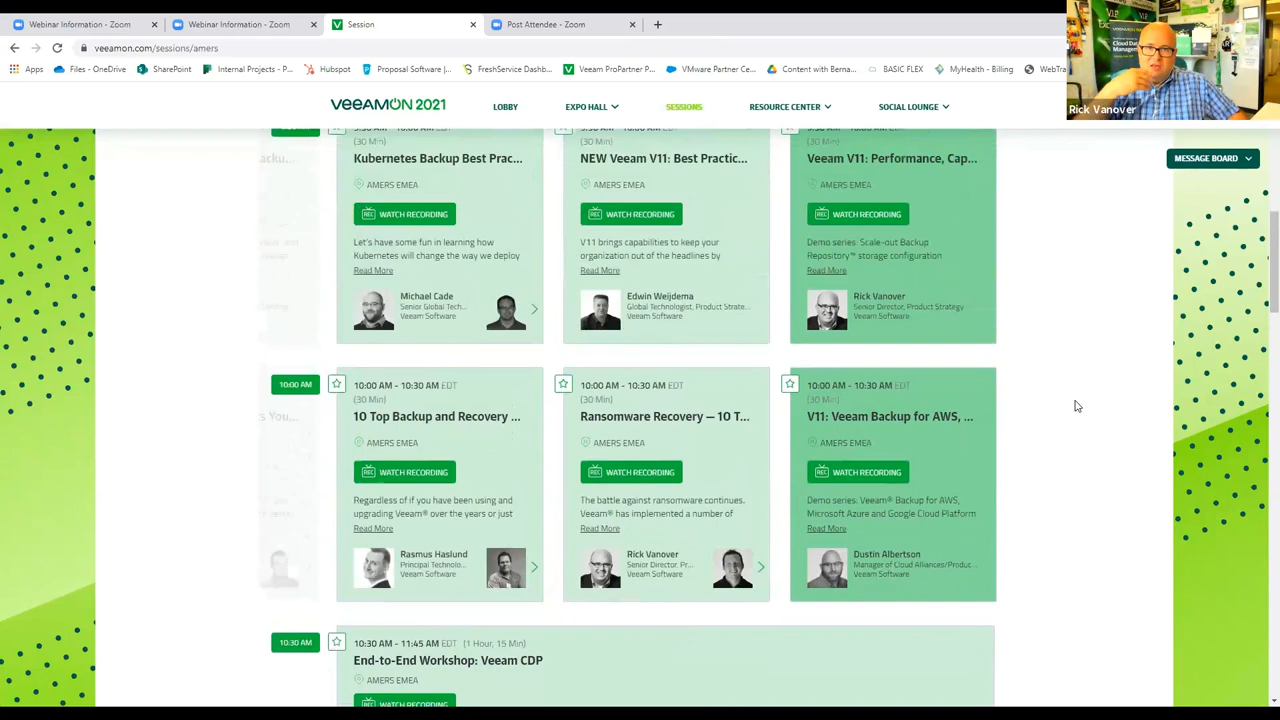 Webinar Information - Zoom
Webinar Information - Zoom
Session
Post Attendee - Zoom
veeamon.com/sessions/amers
Apps
Files - OneDrive
SharePoint
Internal Projects - P...
Hubspot
Proposal Software |...
FreshService Dashb...
Veeam ProPartner P...
VMware Partner Ce...
Content with Berna...
BASIC FLEX
MyHealth - Billing
WebTra
VIP
Cloud Data
Rick Vanover
VEEAMON 2021
LOBBY
EXPO HALL
SESSIONS
RESOURCE CENTER
SOCIAL LOUNGE
MESSAGE BOARD
(30 Min)
Kubernetes Backup Best Prac...
AMERS EMEA
REC WATCH RECORDING
Let's have some fun in learning how
Kubernetes will change the way we deploy
Read More
Michael Cade
Senior Global Tech...
Veeam Software
(30 Min)
NEW Veeam V11: Best Practic...
AMERS EMEA
REC WATCH RECORDING
V11 brings capabilities to keep your
organization out of the headlines by
Read More
Edwin Weijdema
Global Technologist, Product Strate...
Veeam Software
(30 Min)
Veeam V11: Performance, Cap...
AMERS EMEA
REC WATCH RECORDING
Demo series: Scale-out Backup
Repository™ storage configuration
Read More
Rick Vanover
Senior Director, Product Strategy
Veeam Software
10:00 AM
10:00 AM - 10:30 AM EDT
(30 Min)
10 Top Backup and Recovery ...
AMERS EMEA
REC WATCH RECORDING
Regardless of if you have been using and
upgrading Veeam® over the years or just
Read More
Rasmus Haslund
Principal Technolo...
Veeam Software
10:00 AM - 10:30 AM EDT
(30 Min)
Ransomware Recovery — 10 T...
AMERS EMEA
REC WATCH RECORDING
The battle against ransomware continues.
Veeam® has implemented a number of
Read More
Rick Vanover
Senior Director, Pr...
Veeam Software
10:00 AM - 10:30 AM EDT
(30 Min)
V11: Veeam Backup for AWS, ...
AMERS EMEA
REC WATCH RECORDING
Demo series: Veeam® Backup for AWS,
Microsoft Azure and Google Cloud Platform
Read More
Dustin Albertson
Manager of Cloud Alliances/Produc...
Veeam Software
10:30 AM
10:30 AM - 11:45 AM EDT (1 Hour, 15 Min)
End-to-End Workshop: Veeam CDP
AMERS EMEA
WATCH RECORDING